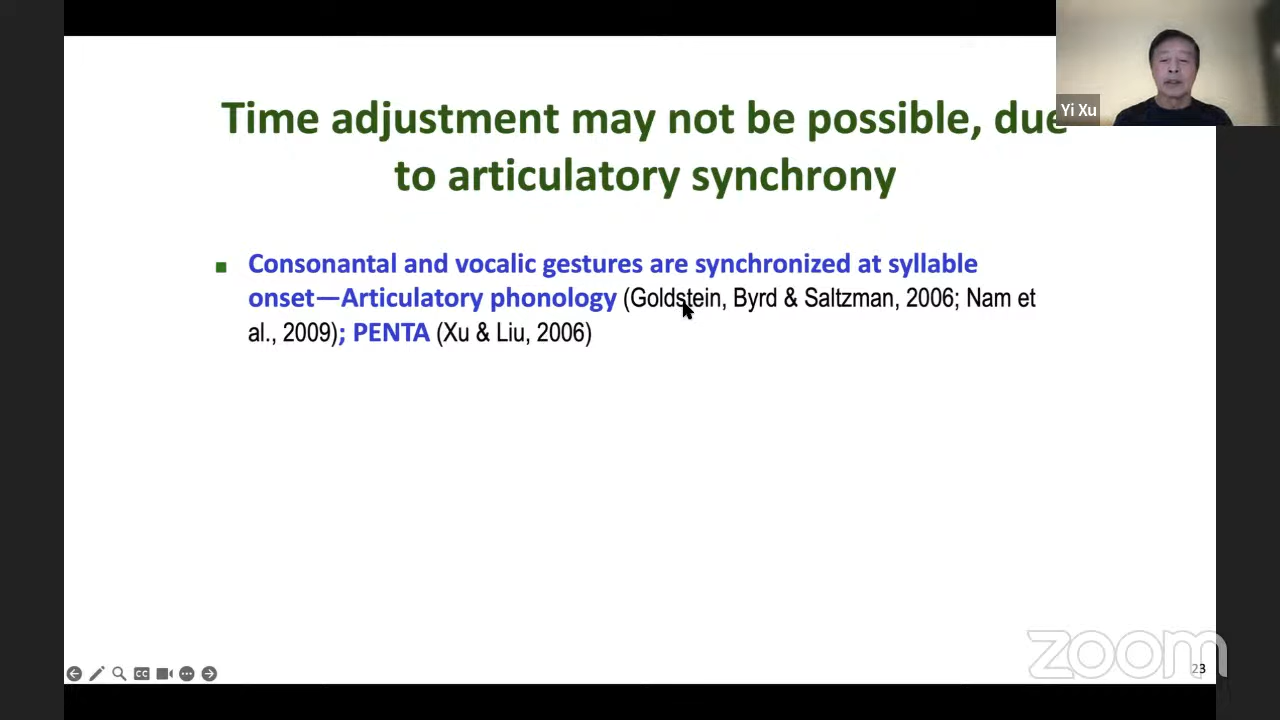 Time adjustment may not be possible, due
to articulatory synchrony
Yi Xu
■ Consonantal and vocalic gestures are synchronized at syllable
onset—Articulatory phonology (Goldstein, Byrd & Saltzman, 2006; Nam et
al., 2009); PENTA (Xu & Liu, 2006)
CC
zoom
23